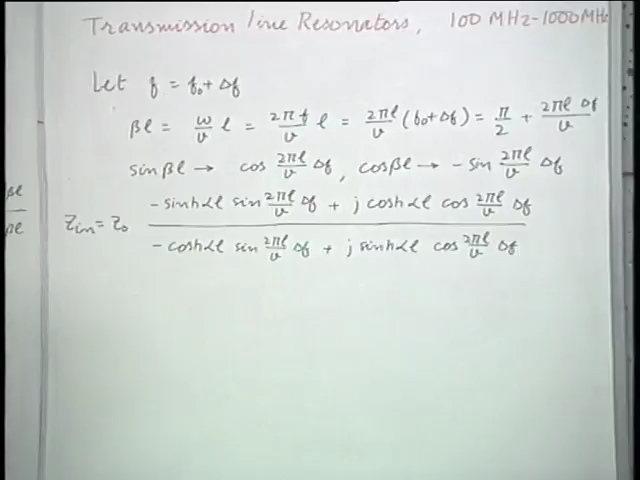 Transmission line Resonators, 100 MHz-1000MHz
Let f = f₀ + Δf
βl = ω/v l = 2πf/v l = 2πl/v (f₀+Δf) = π/2 + 2πl Δf/v
sin βl → cos 2πl/v Δf, cos βl → - sin 2πl/v Δf
βl
- sinh αl sin 2πl/v Δf + j cosh αl cos 2πl/v Δf
βl Zin = Z₀
- cosh αl sin 2πl/v Δf + j sinh αl cos 2πl/v Δf